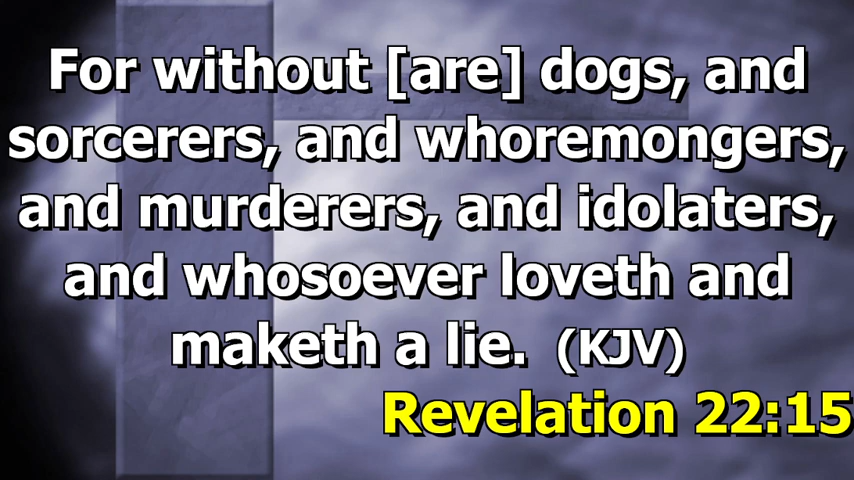 For without [are] dogs, and
sorcerers, and whoremongers,
and murderers, and idolaters,
and whosoever loveth and
maketh a lie. (KJV)
Revelation 22:15